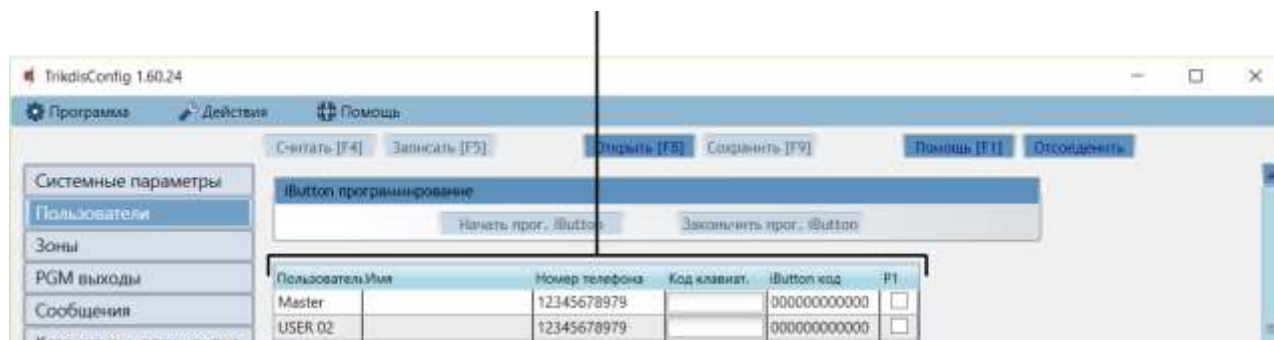 TrikdisConfig 1.60.24
Программа Действия Помощь
Считать [F4] Записать [F5] Открыть [F8] Сохранить [F9] Помощь [F1] Отсоеденить
Системные параметры
iButton программирование
Пользователи
Начать прог. iButton Закончить прог. iButton
Зоны
PGM выходы
Пользователь Имя Номер телефона Код клавиат. iButton код P1
Master 12345678979 000000000000
Сообщения
USER 02 12345678979 000000000000